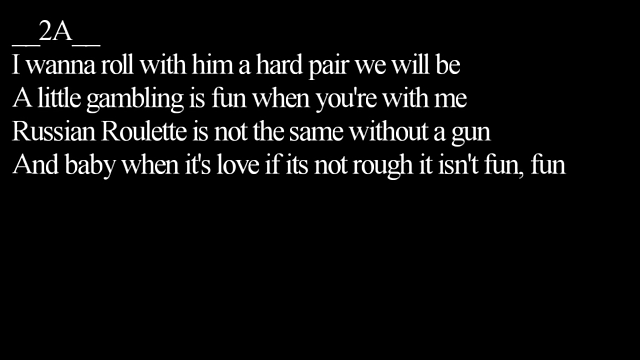 __2A__
I wanna roll with him a hard pair we will be
A little gambling is fun when you're with me
Russian Roulette is not the same without a gun
And baby when it's love if its not rough it isn't fun, fun